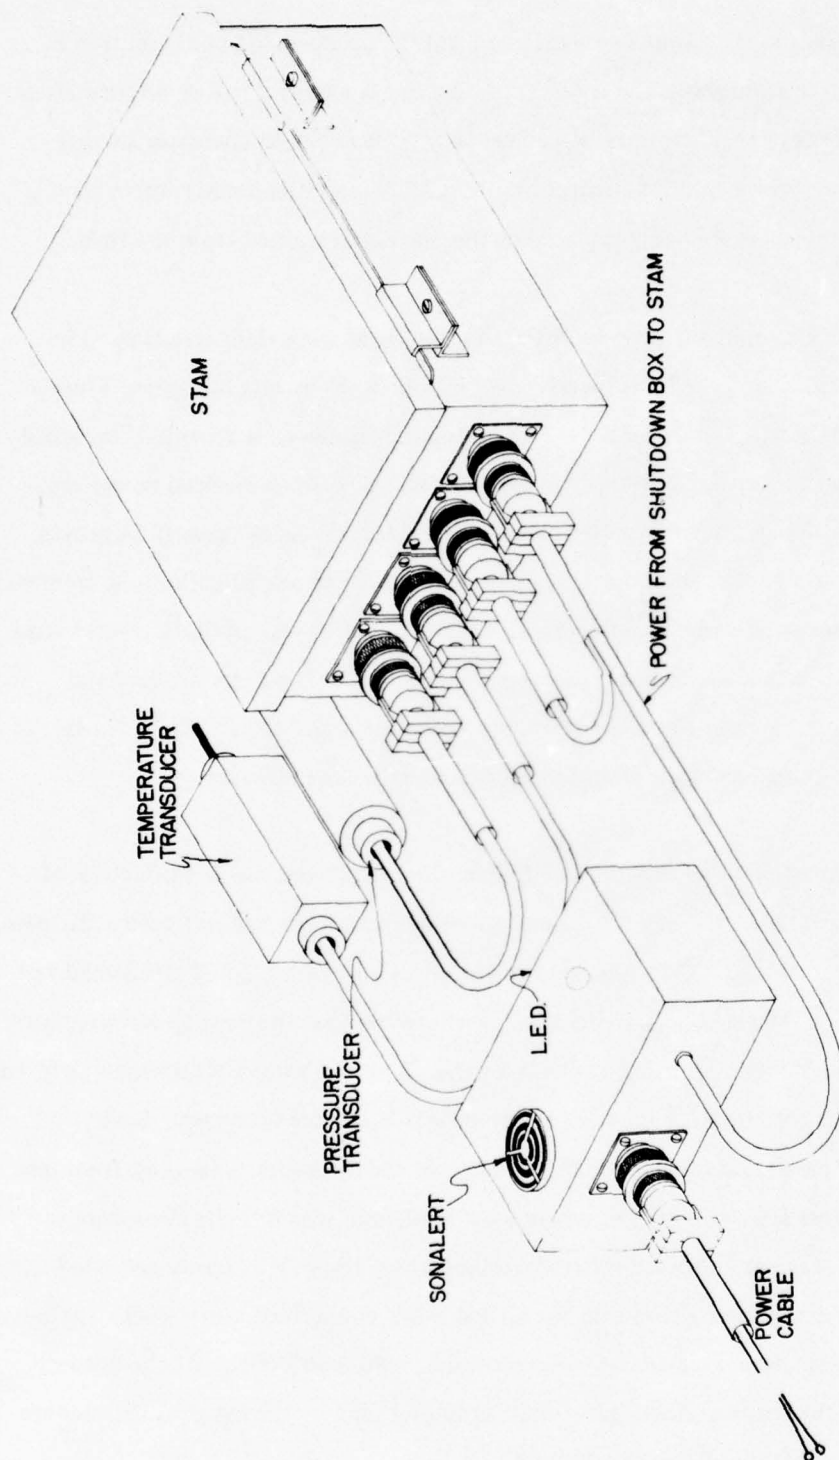 STAM
TEMPERATURE
TRANSDUCER
POWER FROM SHUTDOWN BOX TO STAM
PRESSURE
TRANSDUCER
L.E.D.
SONALERT
POWER
CABLE